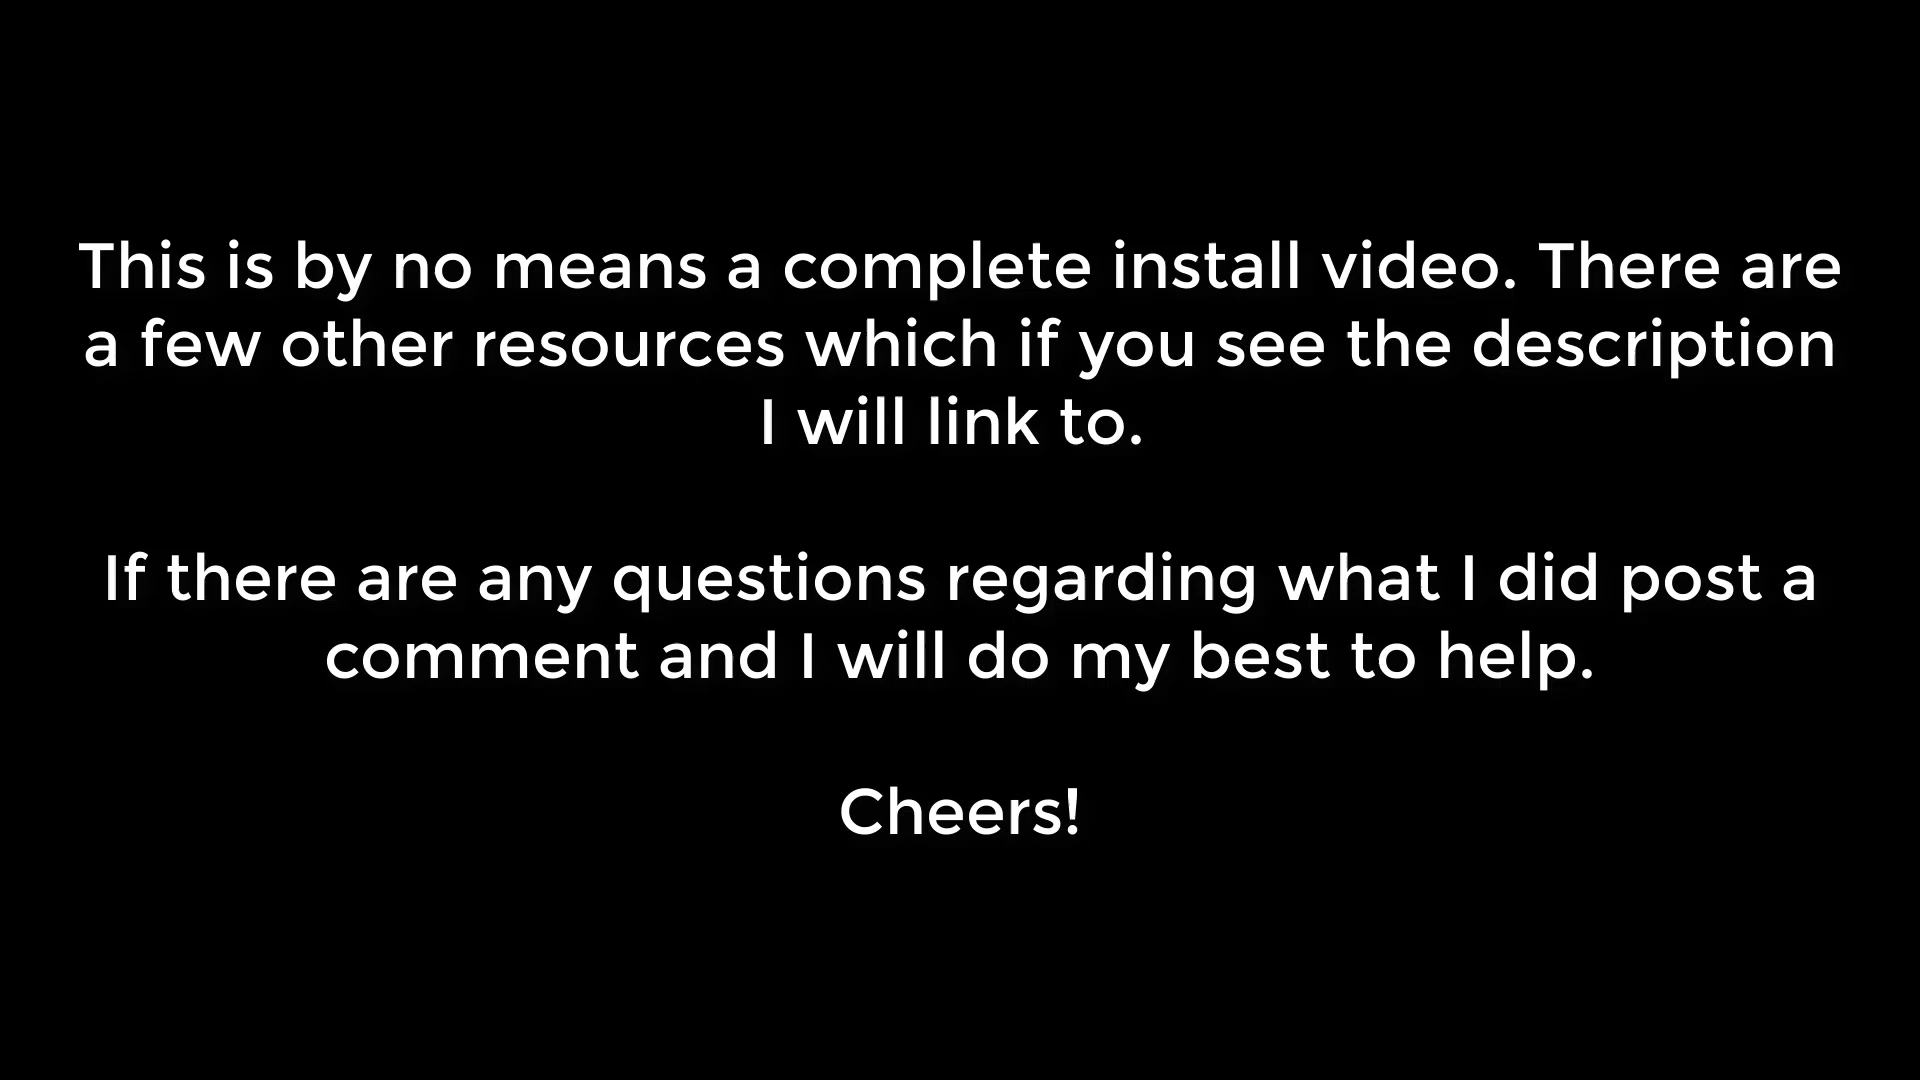 This is by no means a complete install video. There are
a few other resources which if you see the description
I will link to.
If there are any questions regarding what I did post a
comment and I will do my best to help.
Cheers!